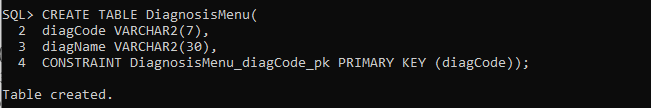 SQL> CREATE TABLE DiagnosisMenu(
  2  diagCode VARCHAR2(7),
  3  diagName VARCHAR2(30),
  4  CONSTRAINT DiagnosisMenu_diagCode_pk PRIMARY KEY (diagCode));
Table created.